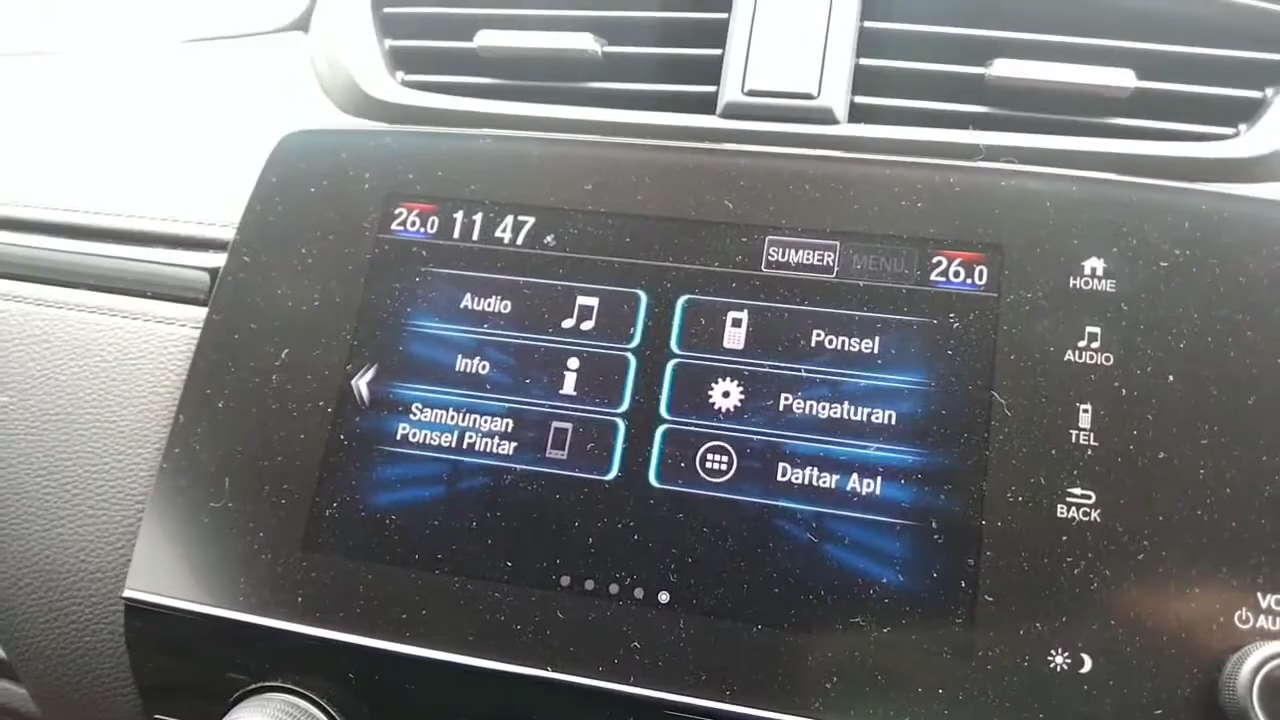 26.0 11 47 SUMBER MENU 26.0
Audio
Ponsel
Info
Pengaturan
Sambungan
Ponsel Pintar
Daftar Apl
HOME
AUDIO
TEL
BACK